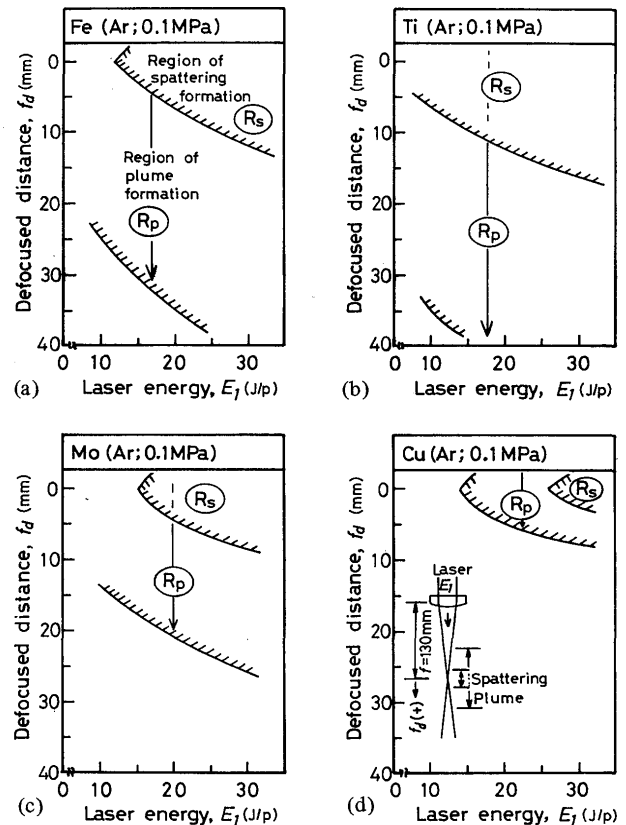 Fe (Ar; 0.1MPa)
Defocused distance, fd (mm)
0
10
20
30
40
Region of
spattering
formation
Rs
Region of
plume
formation
Rp
0 10 20 30
(a) Laser energy, E1 (J/p)
Ti (Ar; 0.1MPa)
Defocused distance, fd (mm)
0
10
20
30
40
Rs
Rp
0 10 20 30
(b) Laser energy, E1 (J/p)
Mo (Ar; 0.1MPa)
Defocused distance, fd (mm)
0
10
20
30
40
Rs
Rp
0 10 20 30
(c) Laser energy, E1 (J/p)
Cu (Ar; 0.1MPa)
Defocused distance, fd (mm)
0
10
20
30
40
Rp
Rs
Laser
E1
f=130mm
fd(+)
Spattering
Plume
0 10 20 30
(d) Laser energy, E1 (J/p)